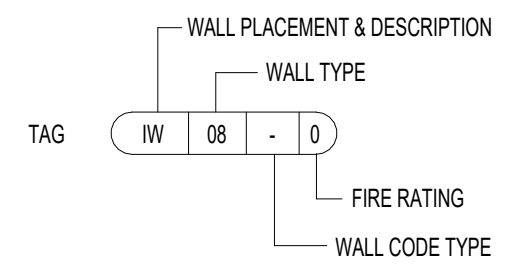 WALL PLACEMENT & DESCRIPTION
WALL TYPE
TAG IW 08 - 0
FIRE RATING
WALL CODE TYPE